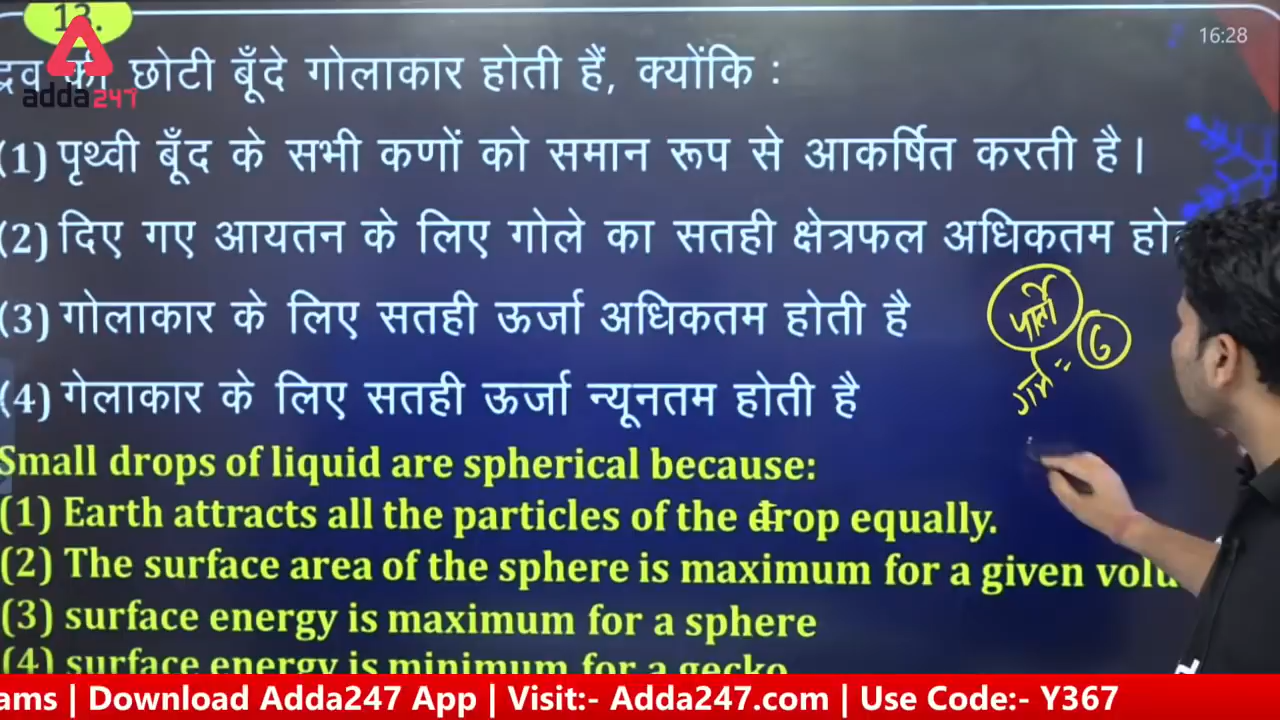 13.
16:28
adda247
द्रव की छोटी बूँदे गोलाकार होती हैं, क्योंकि :
(1) पृथ्वी बूँद के सभी कणों को समान रूप से आकर्षित करती है।
(2) दिए गए आयतन के लिए गोले का सतही क्षेत्रफल अधिकतम
(3) गोलाकार के लिए सतही ऊर्जा अधिकतम होती है
(4) गेलाकार के लिए सतही ऊर्जा न्यूनतम होती है
गर्म
Small drops of liquid are spherical because:
(1) Earth attracts all the particles of the drop equally.
(2) The surface area of the sphere is maximum for a given
(3) surface energy is maximum for a sphere
(4) surface energy is minimum for a gecko
ams | Download Adda247 App | Visit:- Adda247.com | Use Code:- Y367